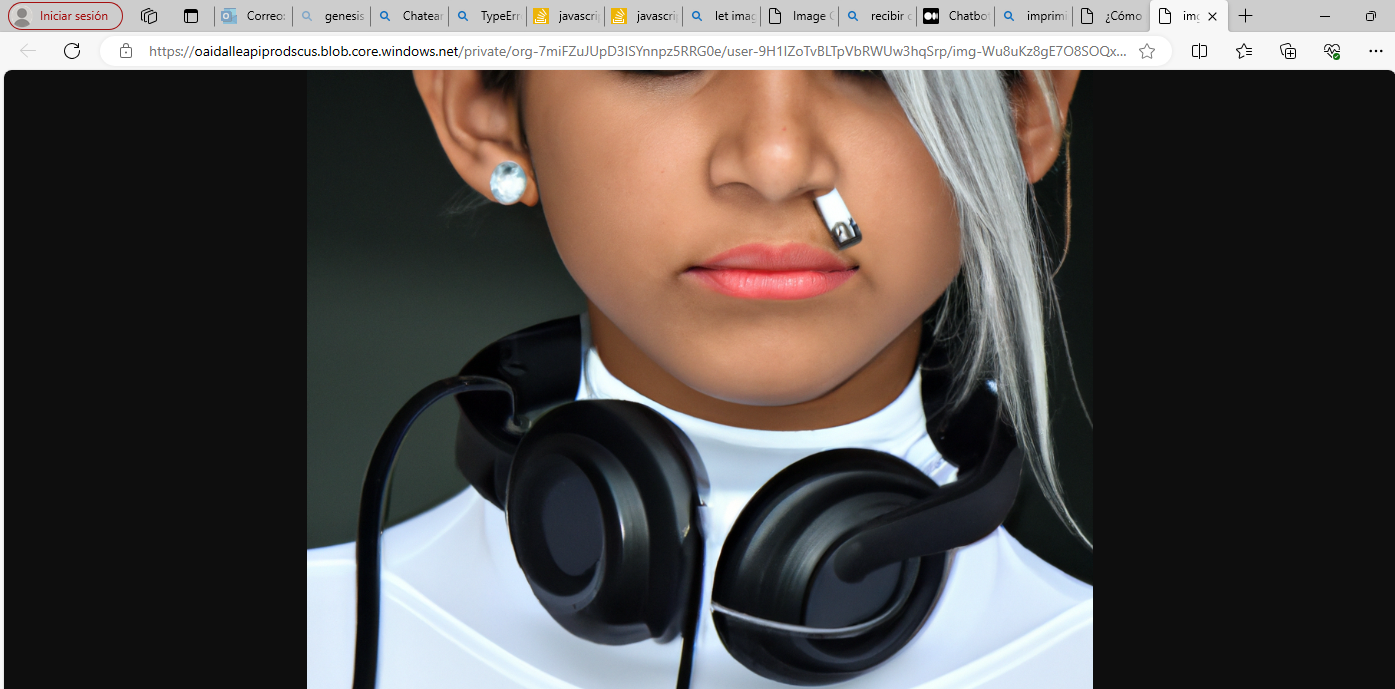 Iniciar sesión Correo: genesis Chatear TypeErr javascri javascri let imag Image G recibir c Chatbot imprimi ¿Cómo img
https://oaidalleapiprodscus.blob.core.windows.net/private/org-7miFZuJUpD3ISYnnpz5RRG0e/user-9H1IZoTvBLTpVbRWUw3hqSrp/img-Wu8uKz8gE7O8SOQx...